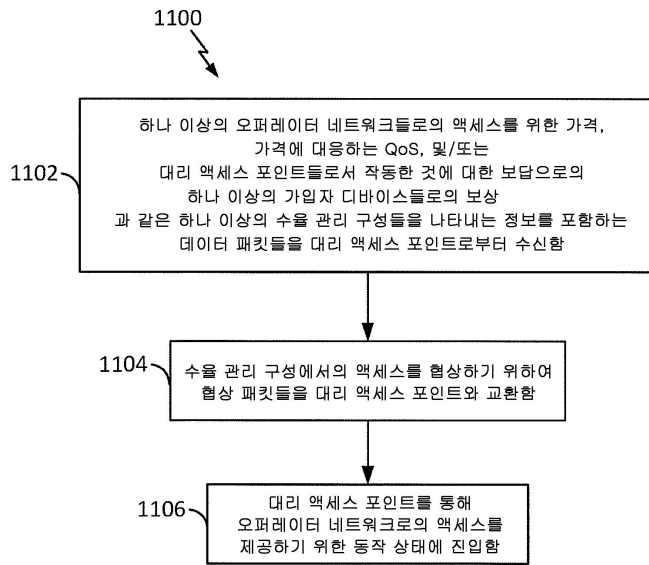 1100
1102
하나 이상의 오퍼레이터 네트워크들로의 액세스를 위한 가격,
가격에 대응하는 QoS, 및/또는
대리 액세스 포인트들로서 작동한 것에 대한 보답으로의
하나 이상의 가입자 디바이스들로의 보상
과 같은 하나 이상의 수율 관리 구성들을 나타내는 정보를 포함하는
데이터 패킷들을 대리 액세스 포인트로부터 수신함
1104
수율 관리 구성에서의 액세스를 협상하기 위하여
협상 패킷들을 대리 액세스 포인트와 교환함
1106
대리 액세스 포인트를 통해
오퍼레이터 네트워크로의 액세스를
제공하기 위한 동작 상태에 진입함